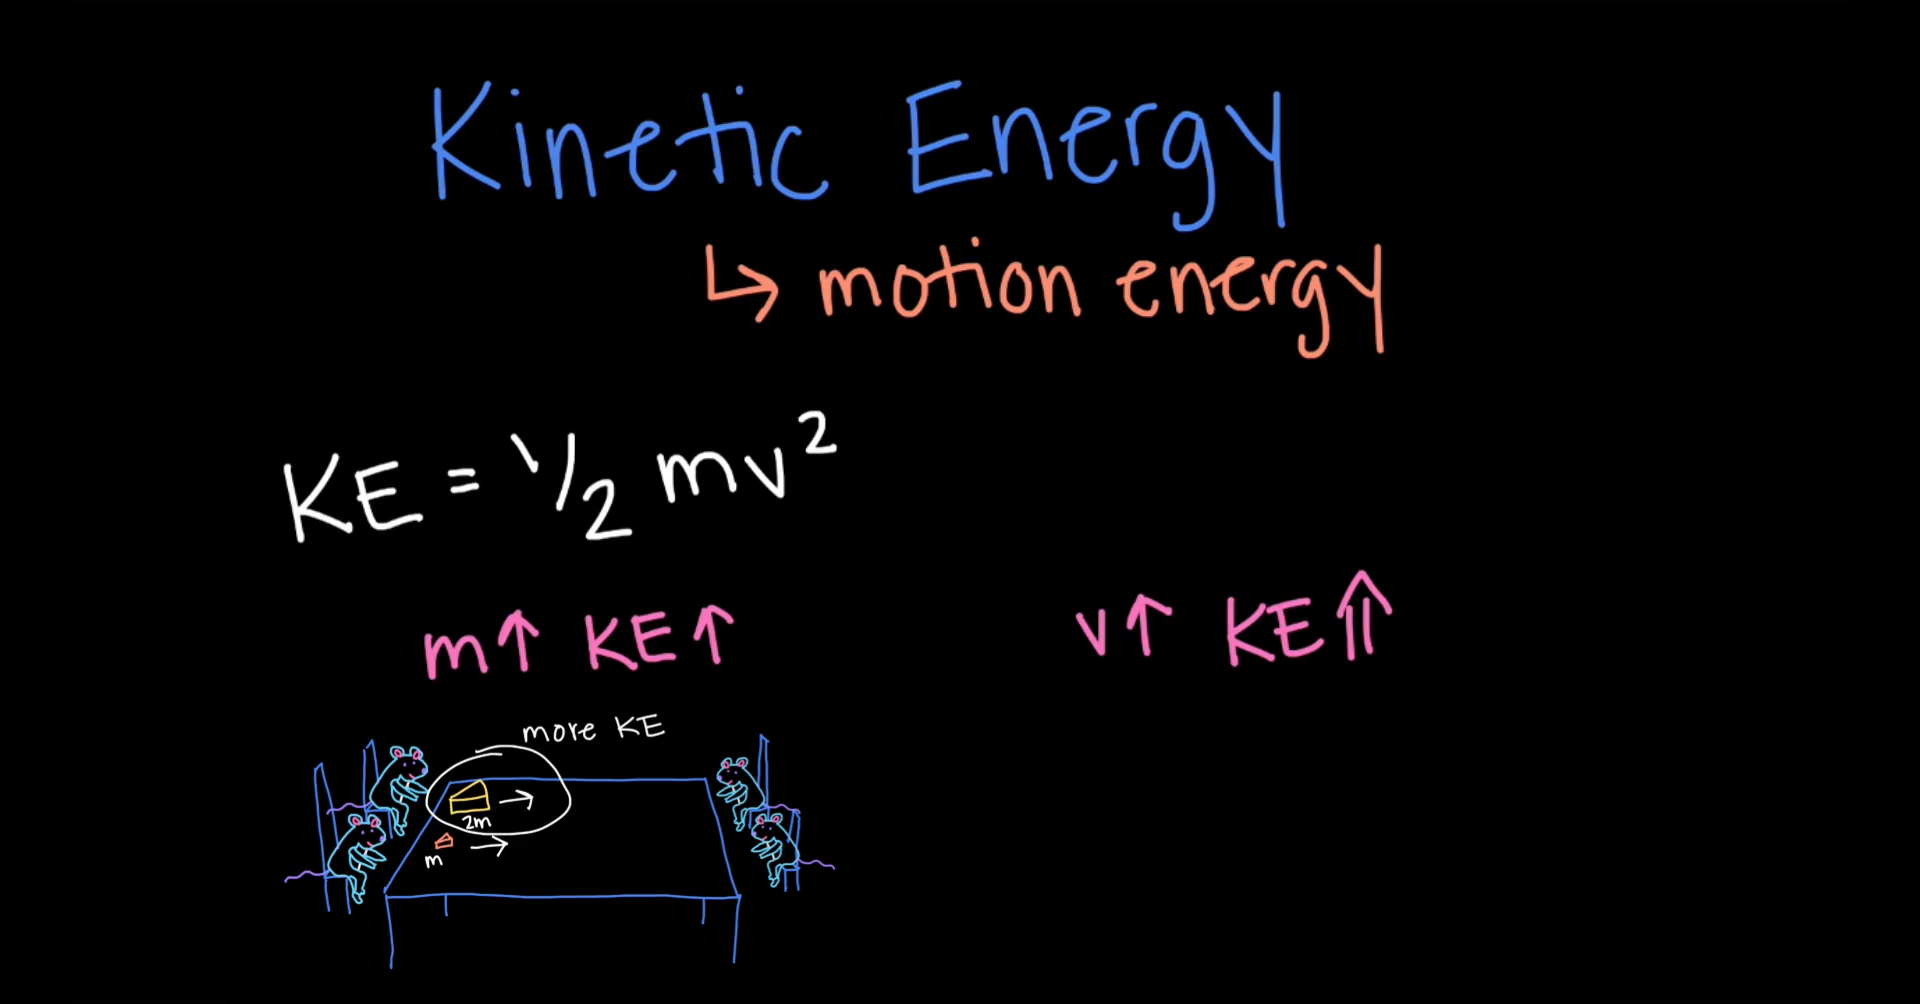 Kinetic Energy
↳ motion energy
KE = 1/2 mv²
m↑ KE↑
v↑ KE⇑
more KE
2m
m